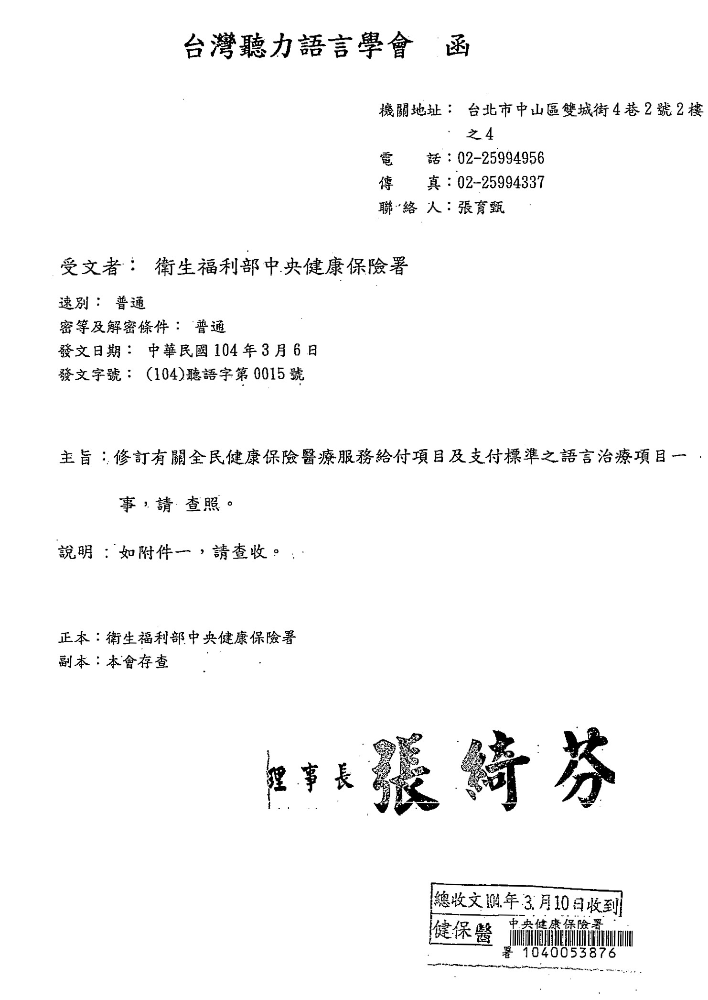 台灣聽力語言學會 函
機關地址： 台北市中山區雙城街4巷2號2樓
之4
電 話：02-25994956
傳 真：02-25994337
聯 絡 人：張育甄
受文者： 衛生福利部中央健康保險署
速別： 普通
密等及解密條件： 普通
發文日期： 中華民國104年3月6日
發文字號： (104)聽語字第0015號
主旨：修訂有關全民健康保險醫療服務給付項目及支付標準之語言治療項目一
事，請 查照。
說明：如附件一，請查收。
正本：衛生福利部中央健康保險署
副本：本會存查
理事長 張綺芬
總收文104.年3.月10日收到
健保醫
中央健康保險署
署 1040053876